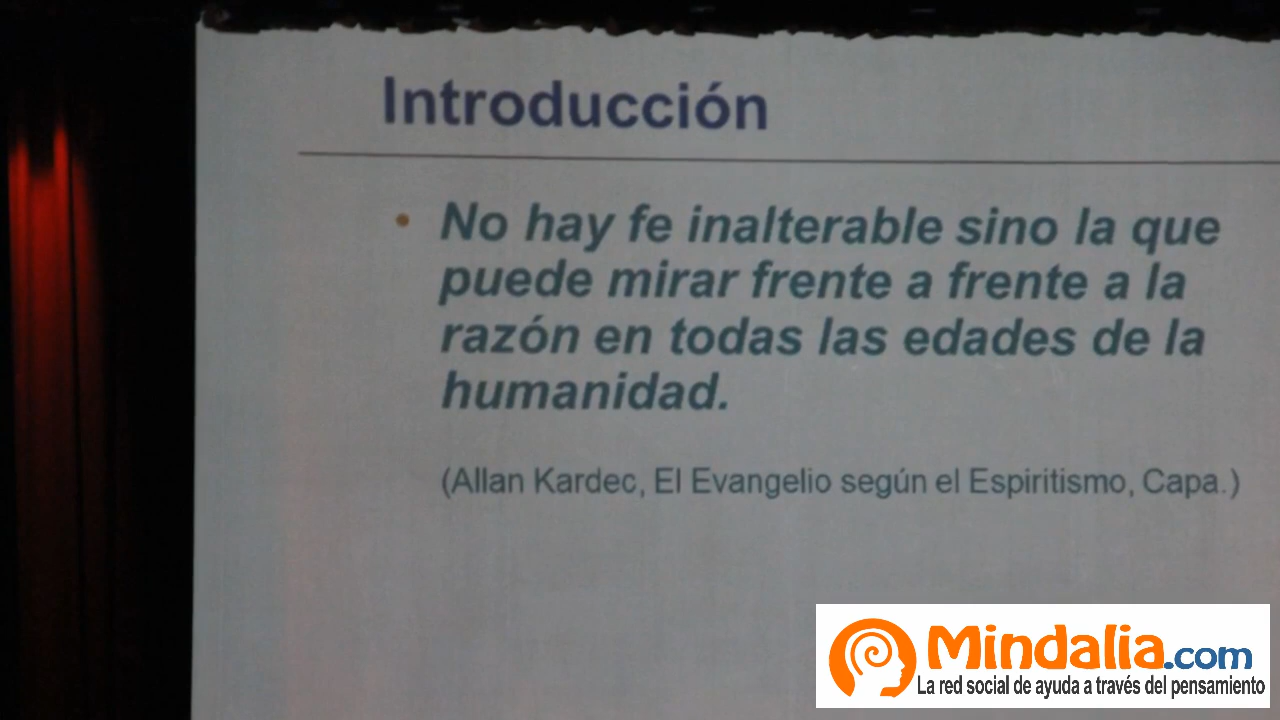 Introducción
• No hay fe inalterable sino la que
puede mirar frente a frente a la
razón en todas las edades de la
humanidad.
(Allan Kardec, El Evangelio según el Espiritismo, Capa.)
Mindalia.com
La red social de ayuda a través del pensamiento